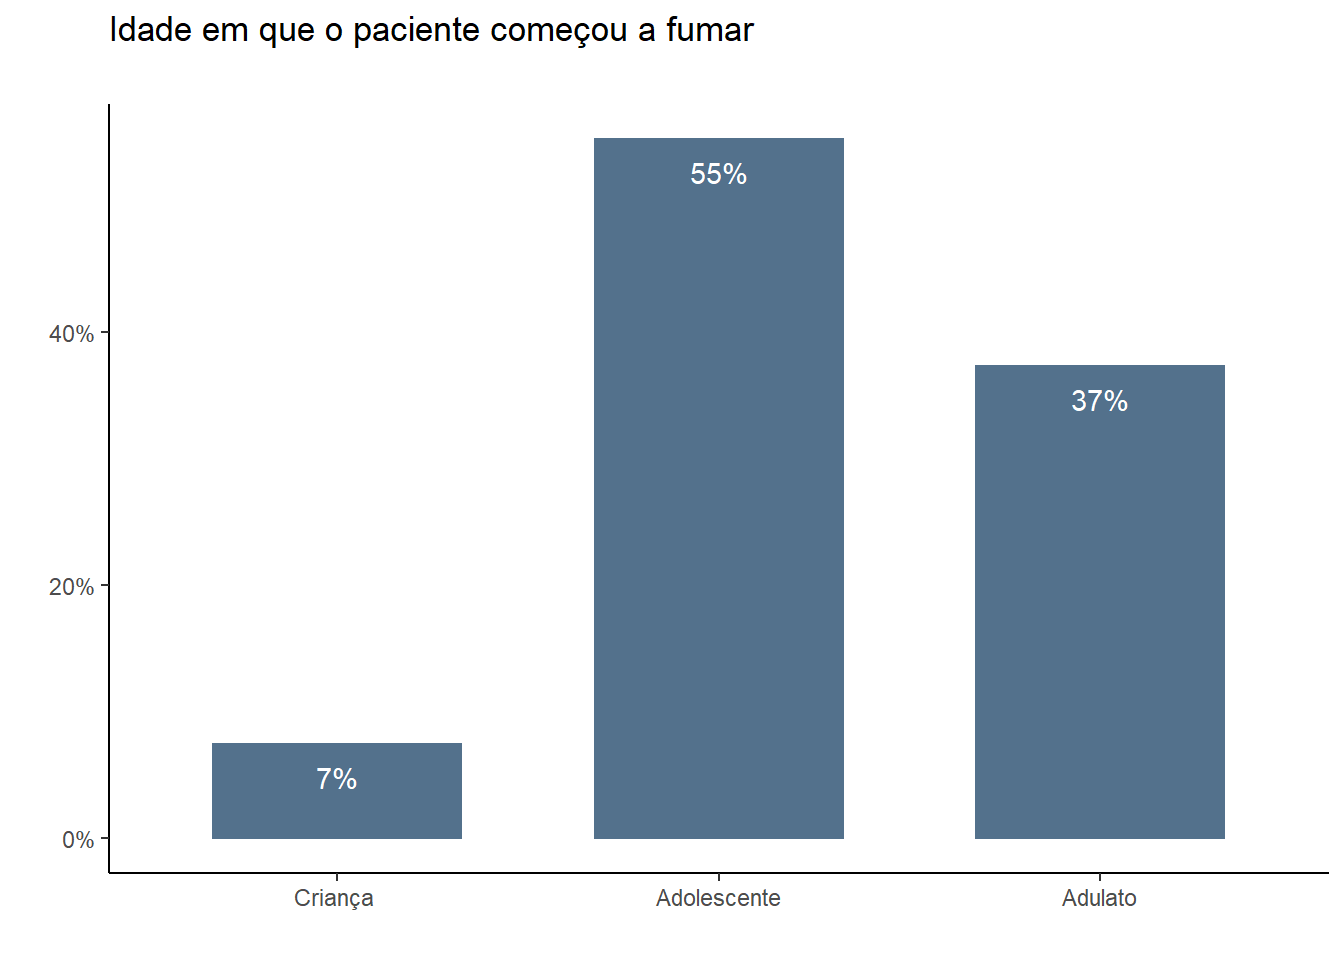 Idade em que o paciente começou a fumar
55%
40%
37%
20%
7%
0%
Criança
Adolescente
Adulato